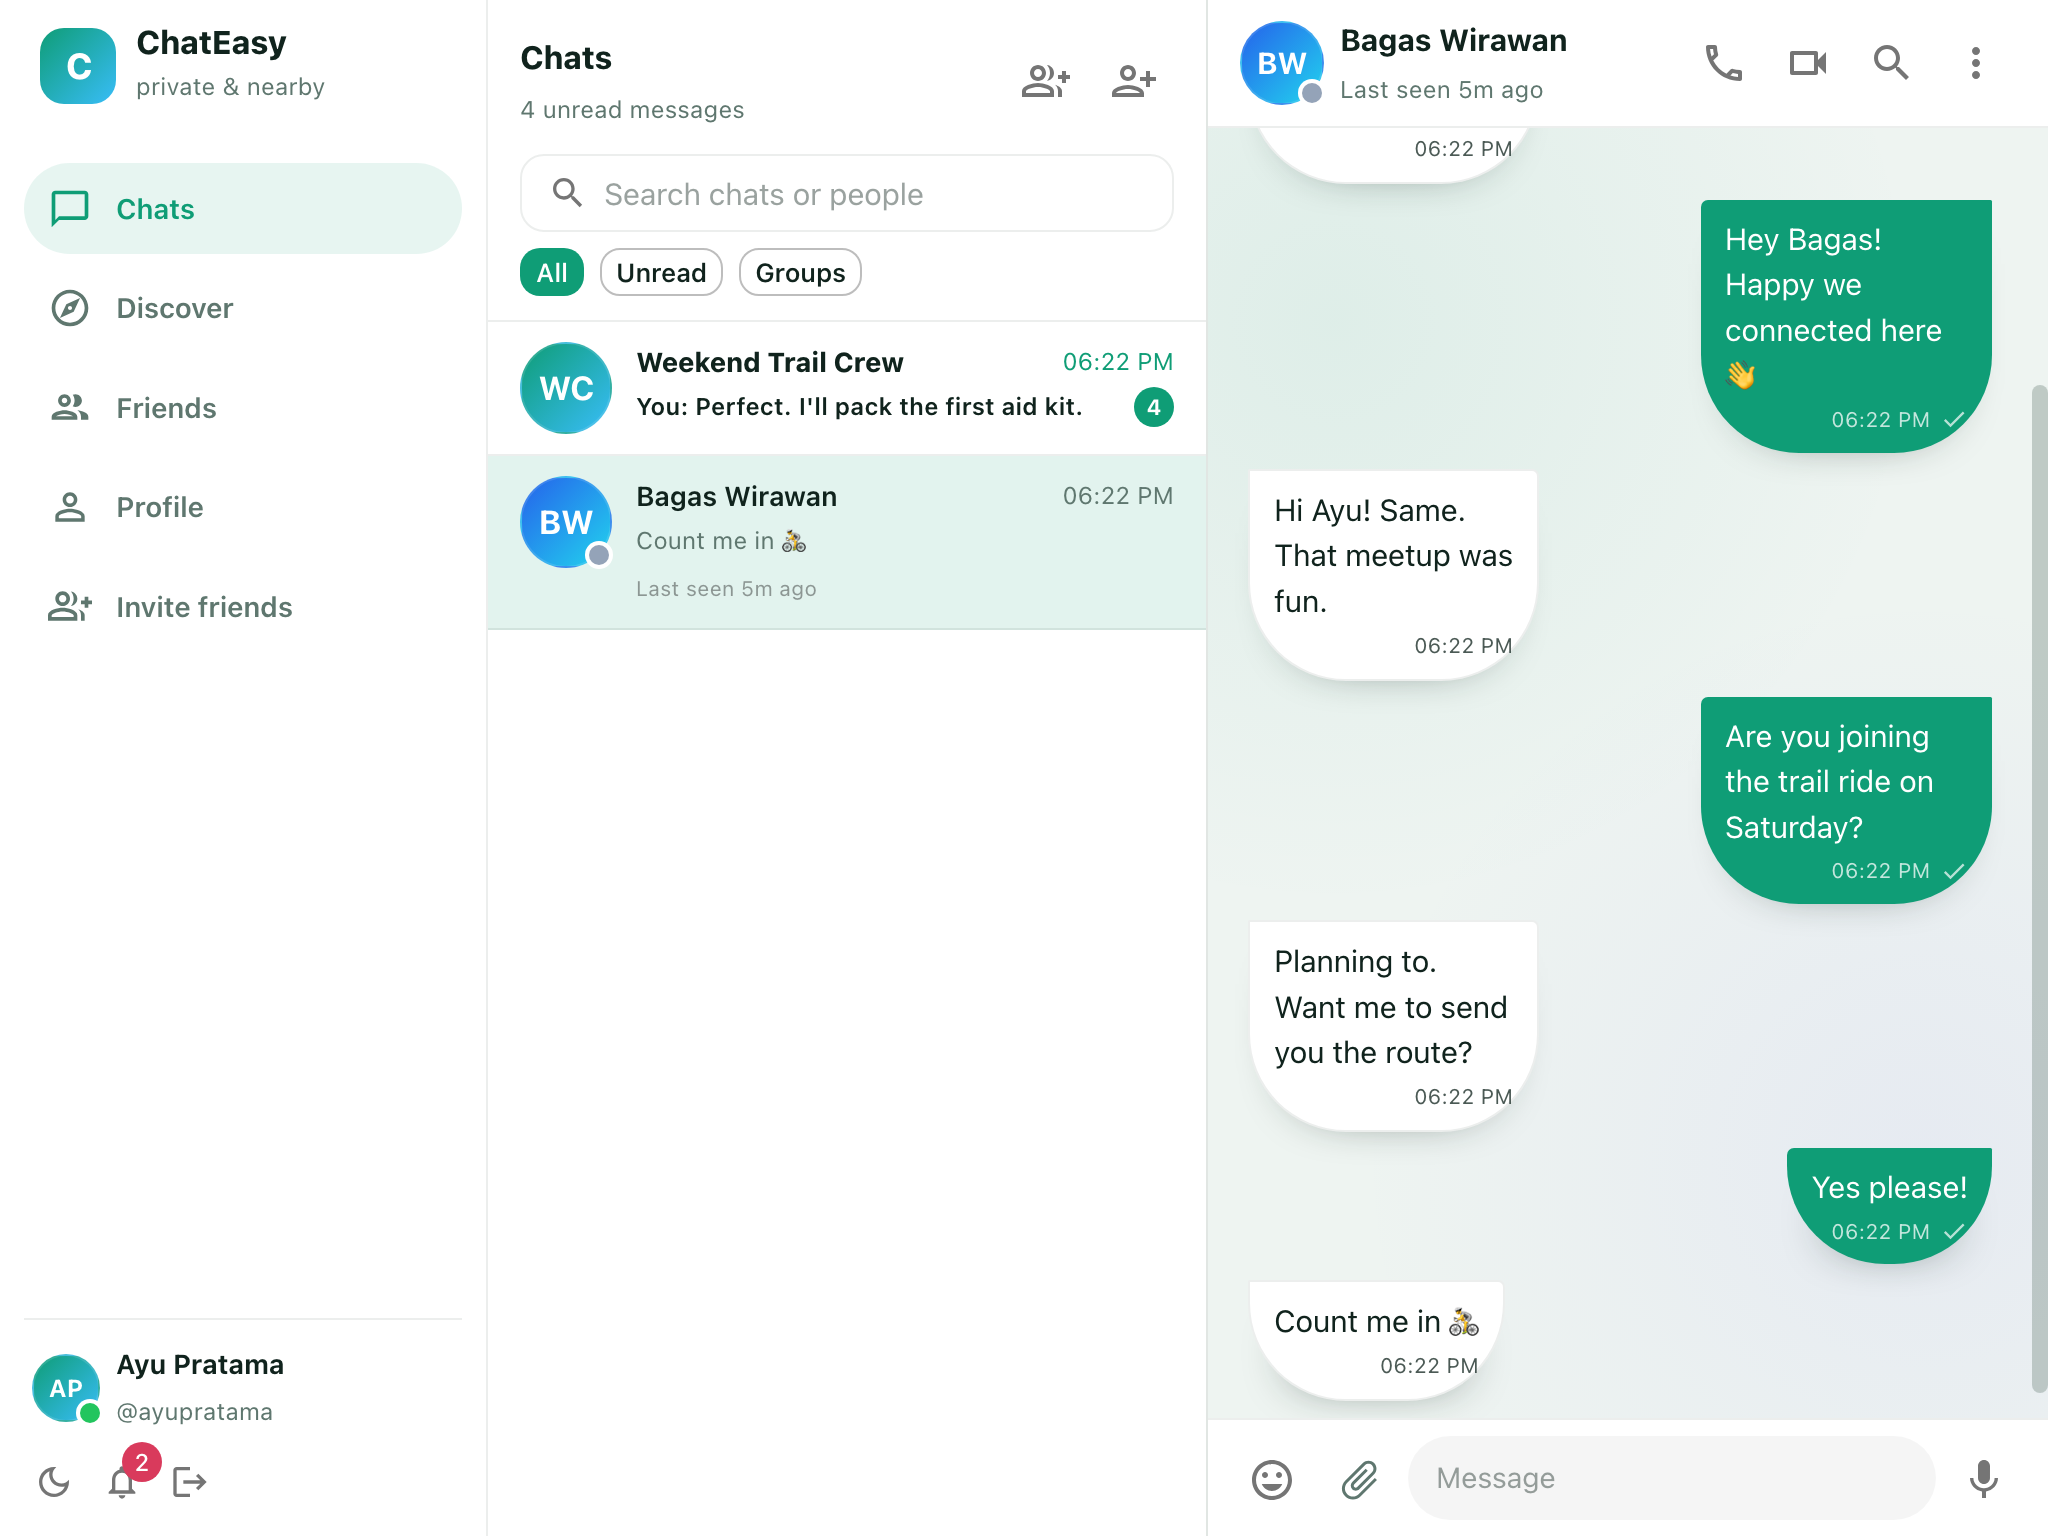 C
ChatEasy
private & nearby
Chats
Discover
Friends
Profile
Invite friends
AP
Ayu Pratama
@ayupratama
2
Chats
4 unread messages
Search chats or people
All
Unread
Groups
WC
Weekend Trail Crew
06:22 PM
You: Perfect. I'll pack the first aid kit.
4
BW
Bagas Wirawan
06:22 PM
Count me in 🚴
Last seen 5m ago
BW
Bagas Wirawan
Last seen 5m ago
06:22 PM
Hey Bagas!
Happy we
connected here
👋
06:22 PM
Hi Ayu! Same.
That meetup was
fun.
06:22 PM
Are you joining
the trail ride on
Saturday?
06:22 PM
Planning to.
Want me to send
you the route?
06:22 PM
Yes please!
06:22 PM
Count me in 🚴
06:22 PM
Message